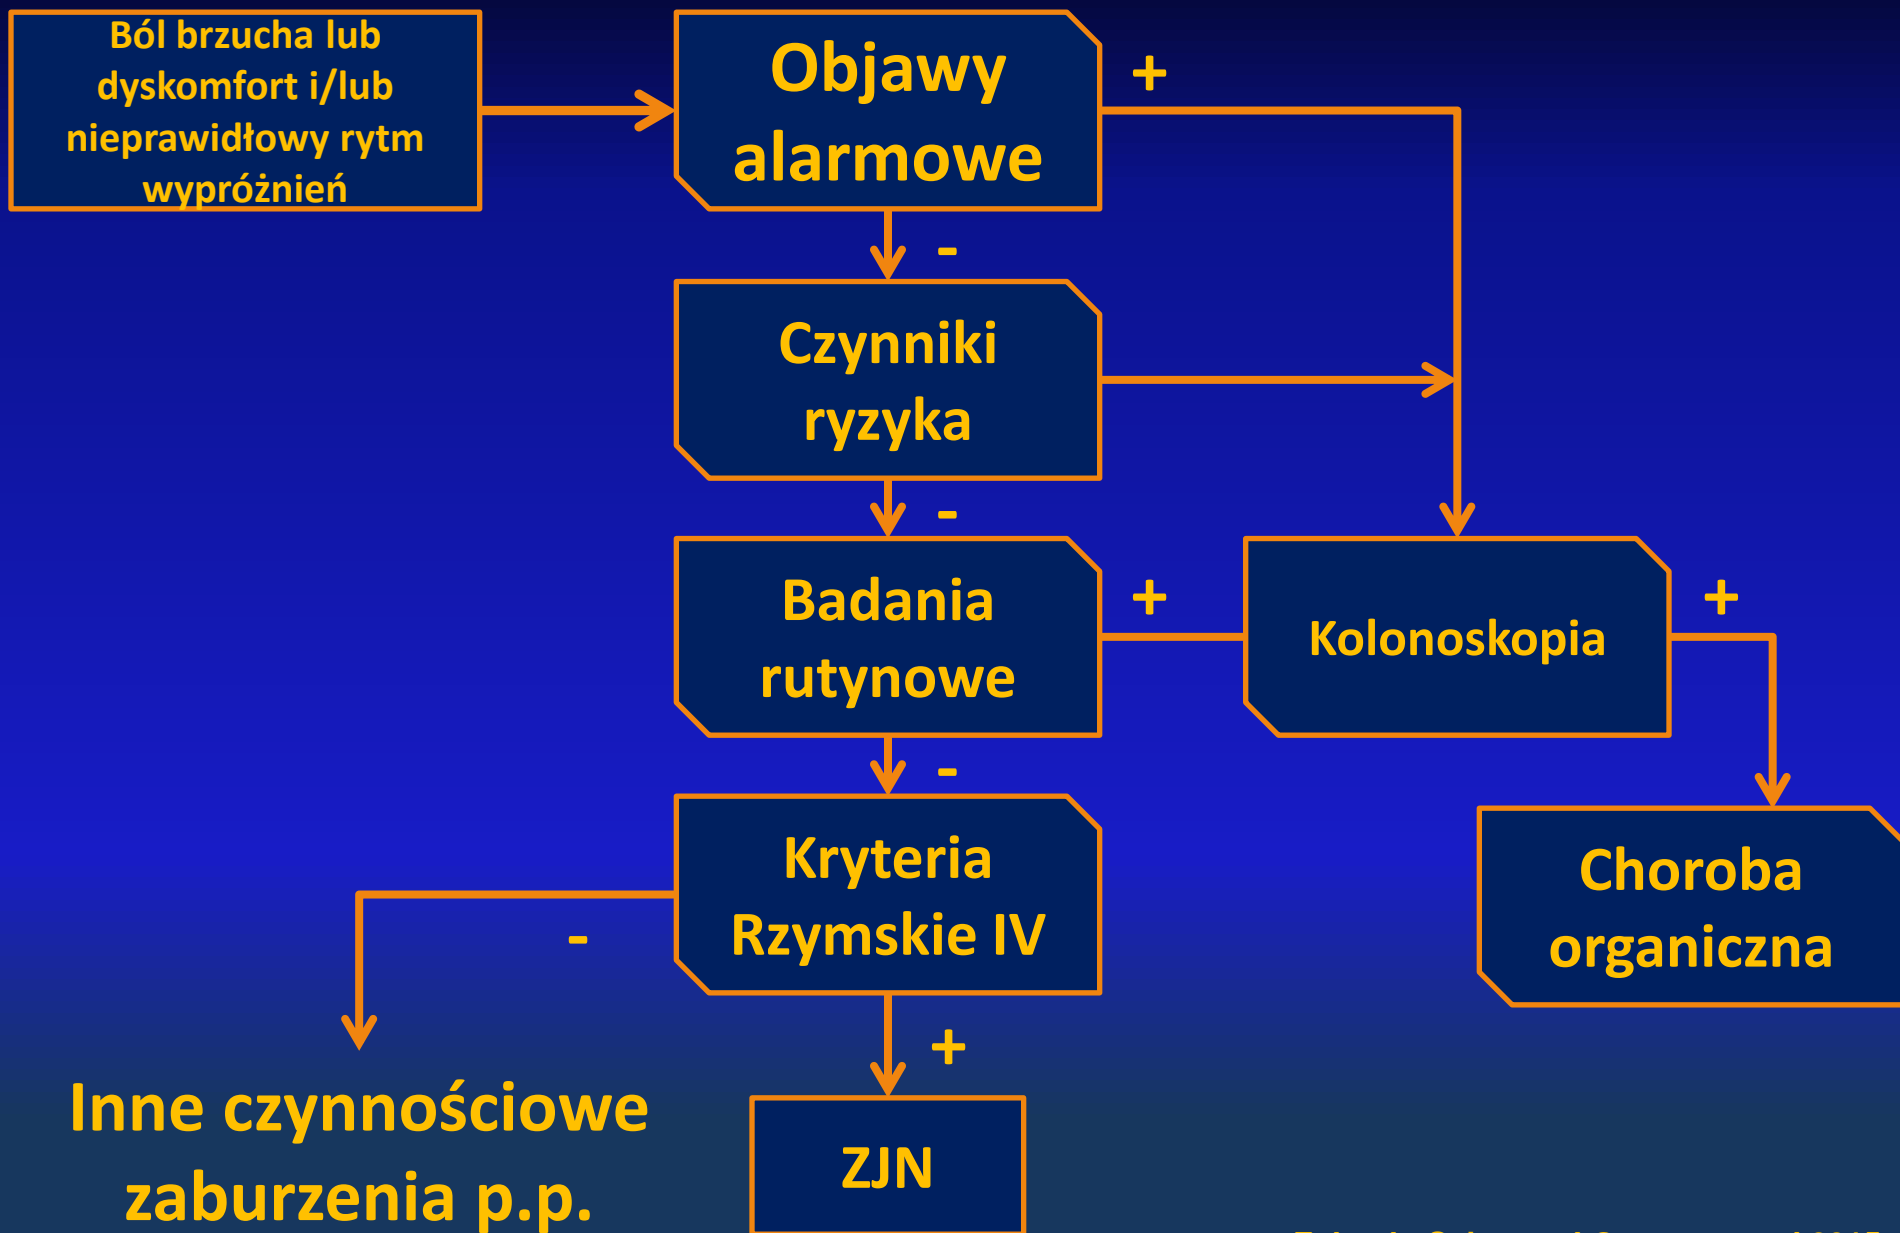 Ból brzucha lub
dyskomfort i/lub
nieprawidłowy rytm
wypróżnień
Objawy
alarmowe
+
-
Czynniki
ryzyka
-
Badania
rutynowe
+
Kolonoskopia
+
-
Kryteria
Rzymskie IV
-
Choroba
organiczna
+
Inne czynnościowe
zaburzenia p.p.
ZJN